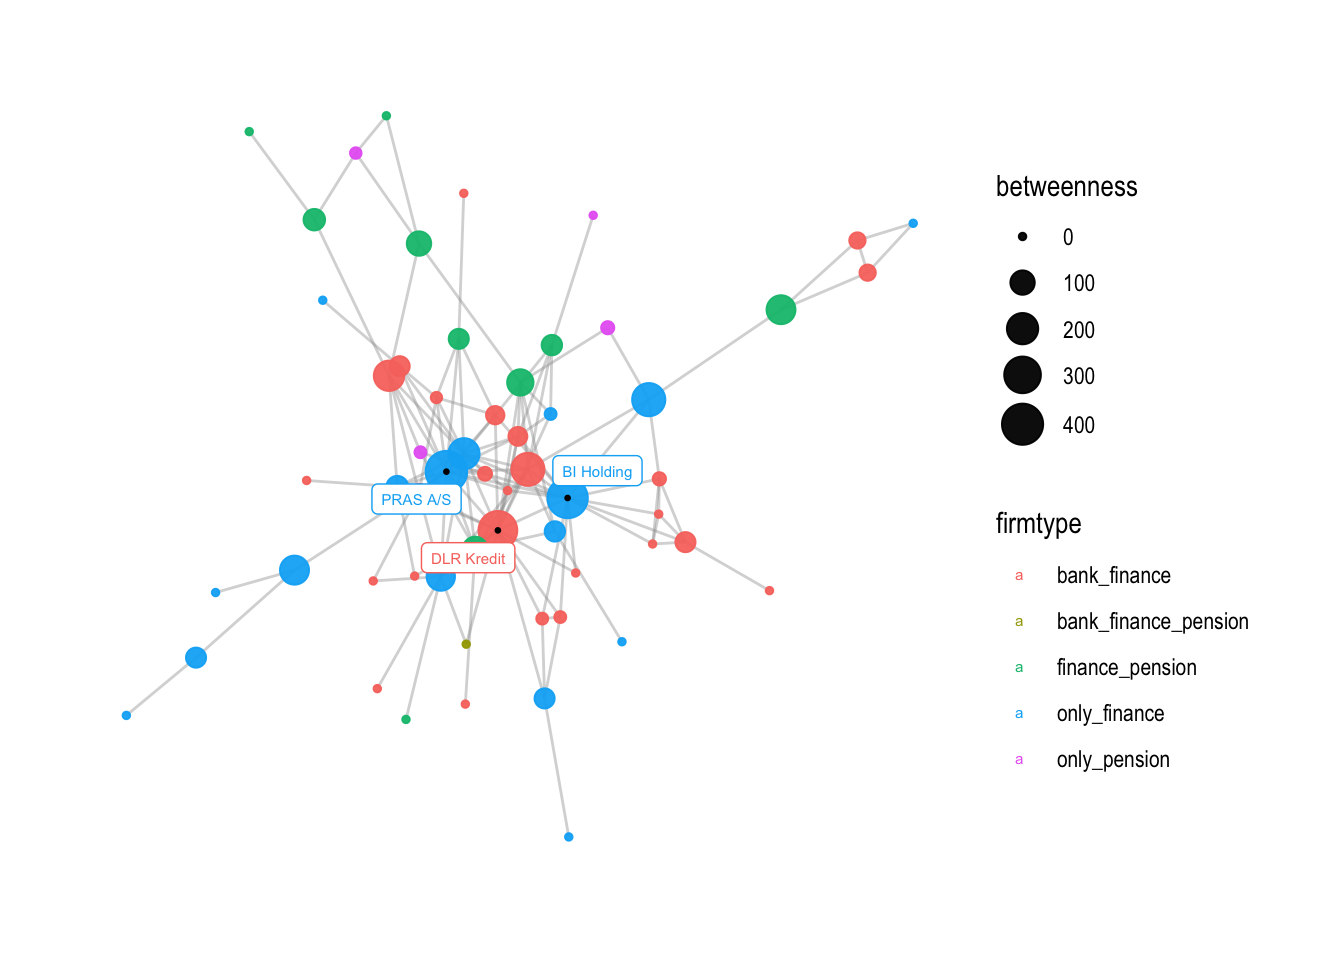 PRAS A/S
BI Holding
DLR Kredit
betweenness
0
100
200
300
400
firmtype
a bank_finance
a bank_finance_pension
a finance_pension
a only_finance
a only_pension